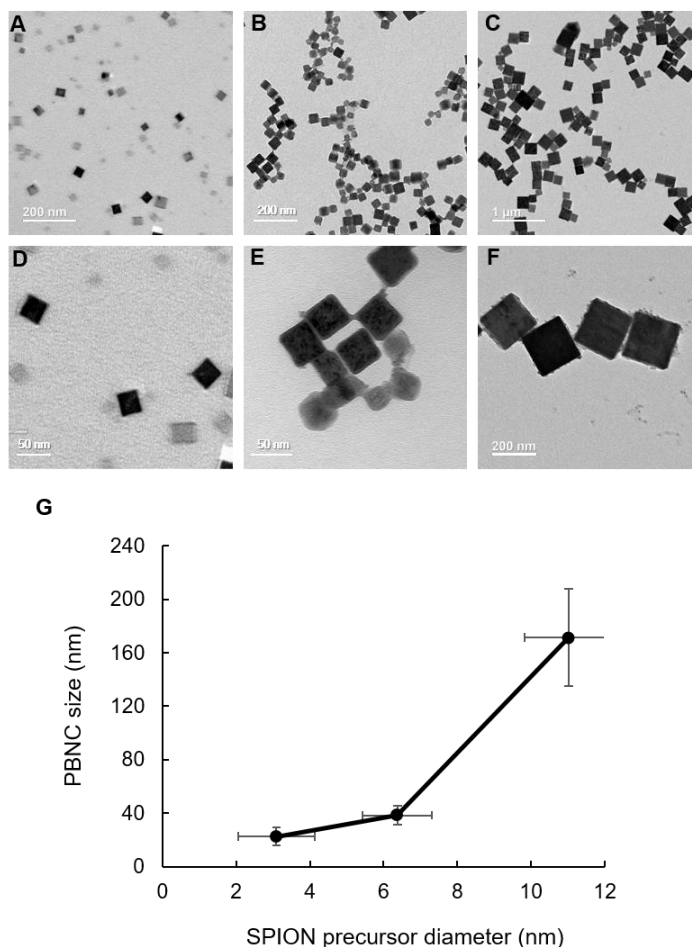 A
B
C
200 nm
200 nm
1 µm
D
E
F
50 nm
50 nm
200 nm
G
240
200
160
120
80
40
0
PBNC size (nm)
0 2 4 6 8 10 12
SPION precursor diameter (nm)